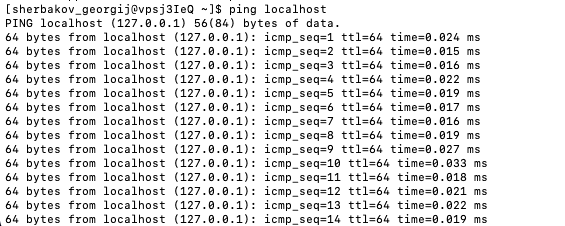 [sherbakov_georgij@vpsj3IeQ ~]$ ping localhost
PING localhost (127.0.0.1) 56(84) bytes of data.
64 bytes from localhost (127.0.0.1): icmp_seq=1 ttl=64 time=0.024 ms
64 bytes from localhost (127.0.0.1): icmp_seq=2 ttl=64 time=0.015 ms
64 bytes from localhost (127.0.0.1): icmp_seq=3 ttl=64 time=0.016 ms
64 bytes from localhost (127.0.0.1): icmp_seq=4 ttl=64 time=0.022 ms
64 bytes from localhost (127.0.0.1): icmp_seq=5 ttl=64 time=0.019 ms
64 bytes from localhost (127.0.0.1): icmp_seq=6 ttl=64 time=0.017 ms
64 bytes from localhost (127.0.0.1): icmp_seq=7 ttl=64 time=0.016 ms
64 bytes from localhost (127.0.0.1): icmp_seq=8 ttl=64 time=0.019 ms
64 bytes from localhost (127.0.0.1): icmp_seq=9 ttl=64 time=0.027 ms
64 bytes from localhost (127.0.0.1): icmp_seq=10 ttl=64 time=0.033 ms
64 bytes from localhost (127.0.0.1): icmp_seq=11 ttl=64 time=0.018 ms
64 bytes from localhost (127.0.0.1): icmp_seq=12 ttl=64 time=0.021 ms
64 bytes from localhost (127.0.0.1): icmp_seq=13 ttl=64 time=0.022 ms
64 bytes from localhost (127.0.0.1): icmp_seq=14 ttl=64 time=0.019 ms